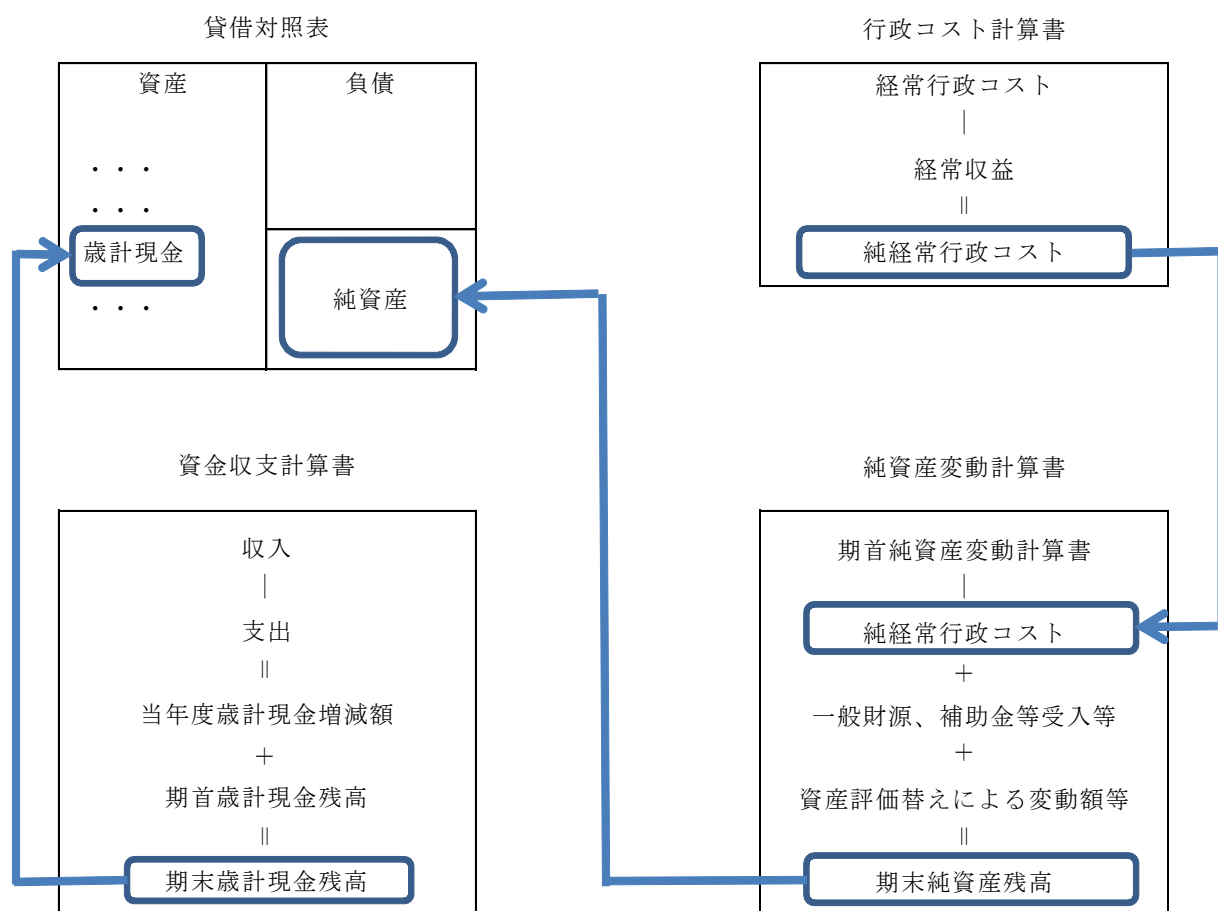 貸借対照表
資産
負債
・・・
・・・
歳計現金
・・・
純資産
行政コスト計算書
経常行政コスト
|
経常収益
||
純経常行政コスト
資金収支計算書
収入
|
支出
||
当年度歳計現金増減額
+
期首歳計現金残高
||
期末歳計現金残高
純資産変動計算書
期首純資産変動計算書
|
純経常行政コスト
+
一般財源、補助金等受入等
+
資産評価替えによる変動額等
||
期末純資産残高